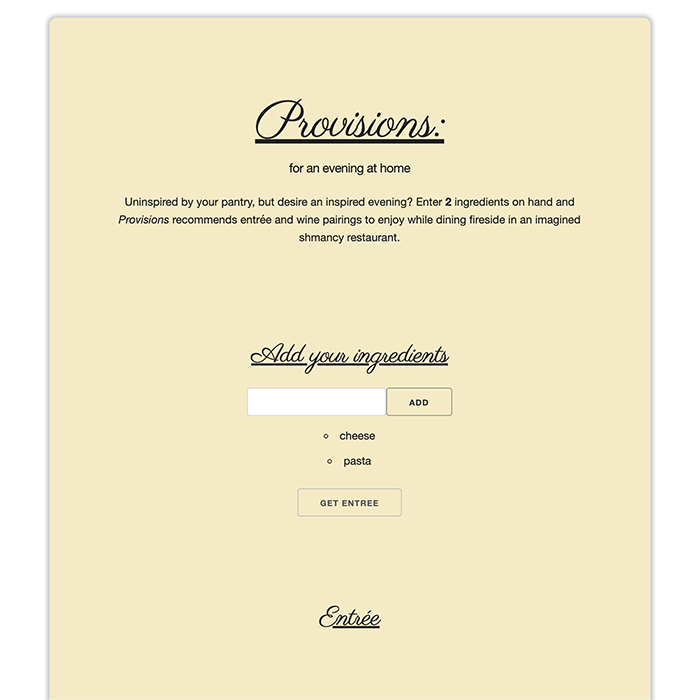 Provisions:
for an evening at home
Uninspired by your pantry, but desire an inspired evening? Enter 2 ingredients on hand and
Provisions recommends entrée and wine pairings to enjoy while dining fireside in an imagined
shmancy restaurant.
Add your ingredients
ADD
cheese
pasta
GET ENTREE
Entrée